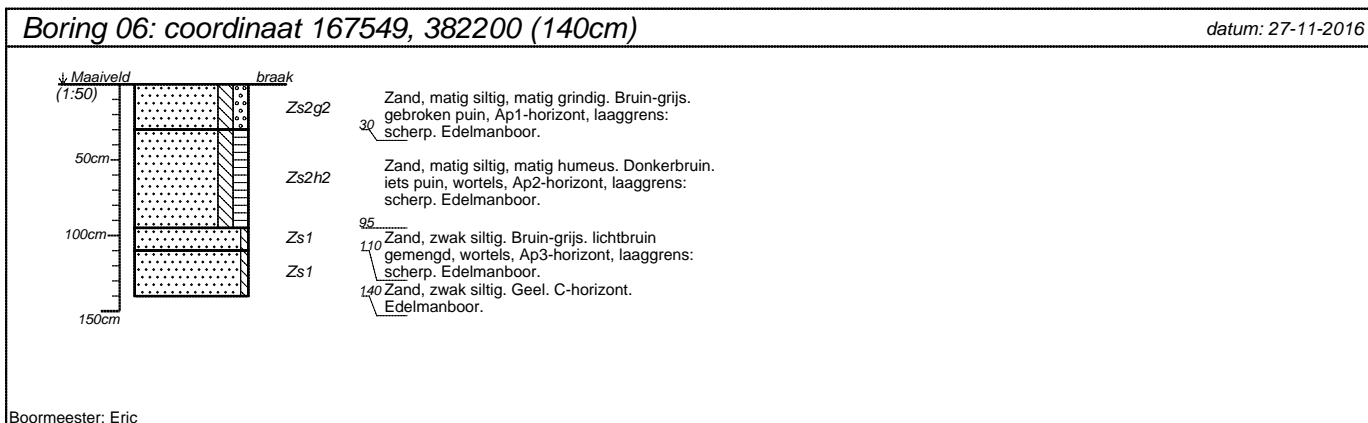 Boring 06: coordinaat 167549, 382200 (140cm)
datum: 27-11-2016
Maaiveld
braak
(1:50)
Zs2g2
Zand, matig siltig, matig grindig. Bruin-grijs.
gebroken puin, Ap1-horizont, laaggrens:
30
scherp. Edelmanboor.
50cm
Zs2h2
Zand, matig siltig, matig humeus. Donkerbruin.
iets puin, wortels, Ap2-horizont, laaggrens:
scherp. Edelmanboor.
95
100cm
Zs1
110
Zand, zwak siltig. Bruin-grijs. lichtbruin
gemengd, wortels, Ap3-horizont, laaggrens:
scherp. Edelmanboor.
Zs1
140
Zand, zwak siltig. Geel. C-horizont.
Edelmanboor.
150cm
Boormeester: Eric